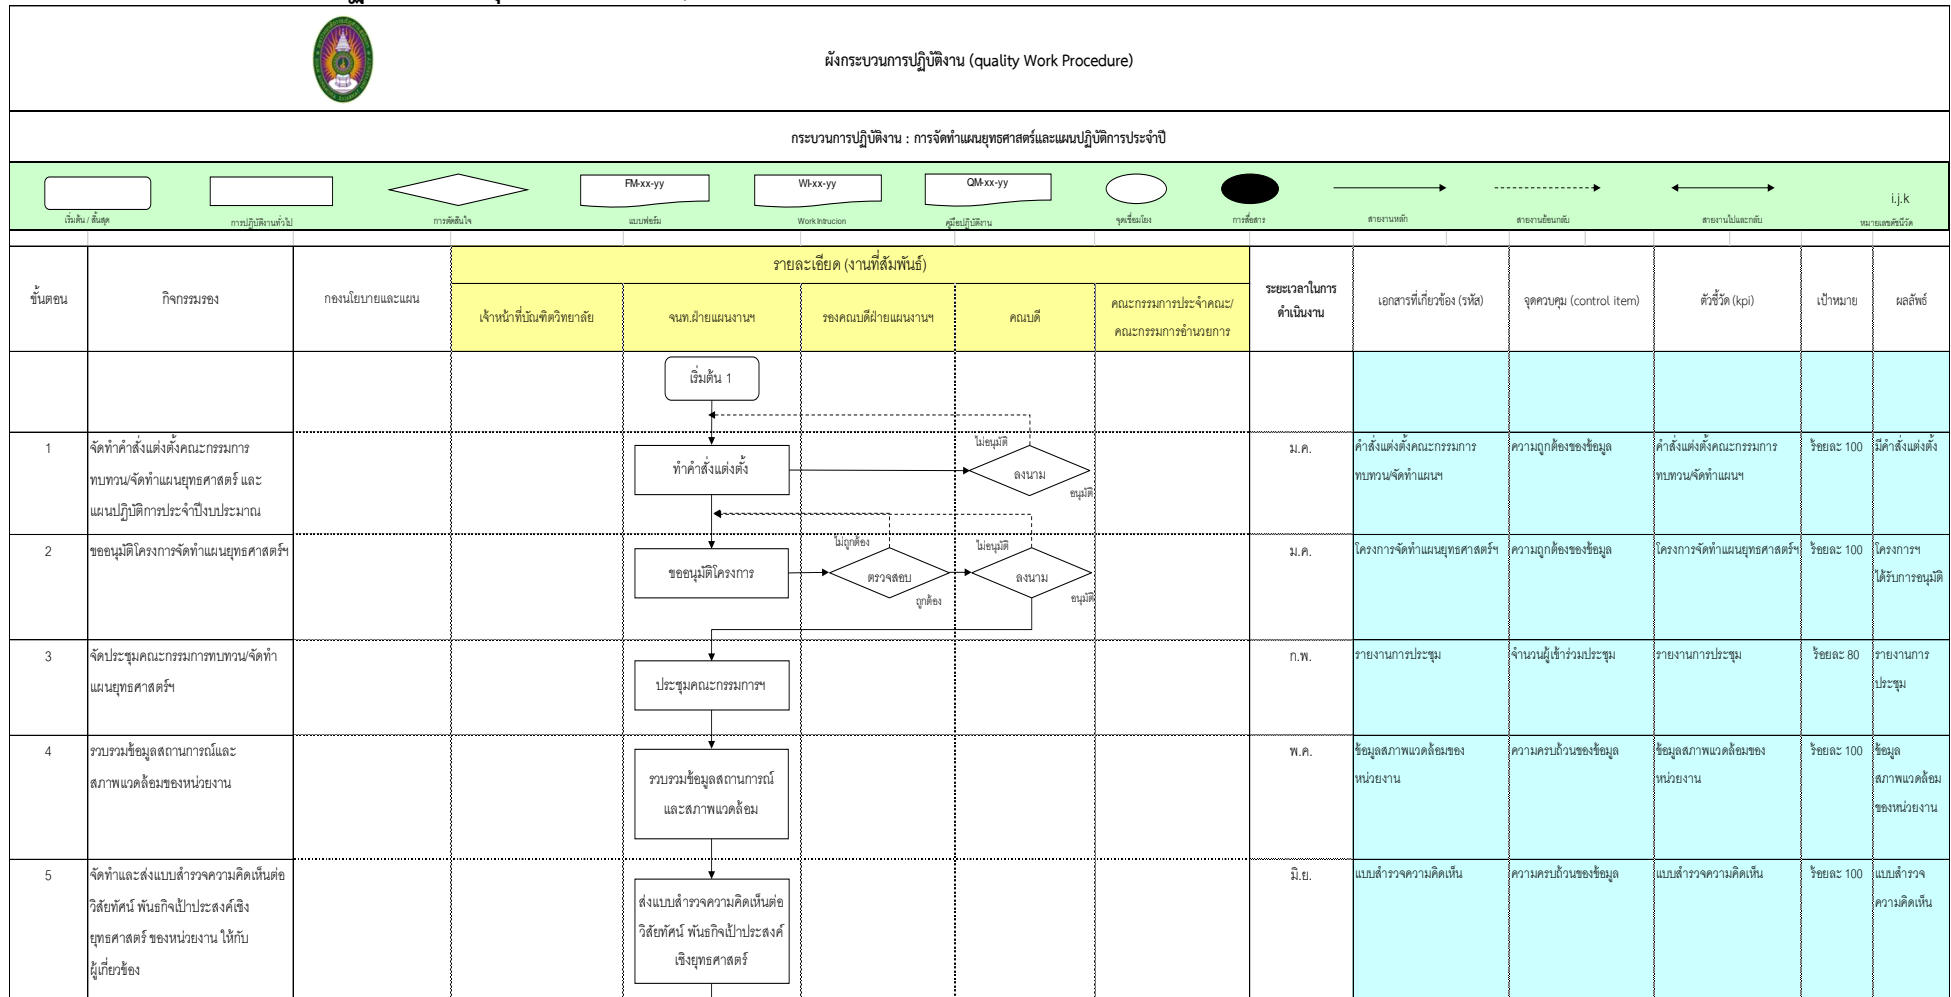 ผังกระบวนการปฏิบัติงาน (quality Work Procedure)
กระบวนการปฏิบัติงาน : การจัดทำแผนยุทธศาสตร์และแผนปฏิบัติการประจำปี
FM-xx-yy
WI-xx-yy
QM-xx-yy
i.j.k
เริ่มต้น / สิ้นสุด
การปฏิบัติงานทั่วไป
การตัดสินใจ
แบบฟอร์ม
Work Intrucion
คู่มือปฏิบัติงาน
จุดเชื่อมโยง
การสื่อสาร
สายงานหลัก
สายงานย้อนกลับ
สายงานไปและกลับ
หมายเลขดัชนีวัด
ขั้นตอน
กิจกรรมรอง
กองนโยบายและแผน
รายละเอียด (งานที่สัมพันธ์)
เจ้าหน้าที่บัณฑิตวิทยาลัย
จนท.ฝ่ายแผนงานฯ
รองคณบดีฝ่ายแผนงานฯ
คณบดี
คณะกรรมการประจำคณะ/
คณะกรรมการอำนวยการ
ระยะเวลาในการ
ดำเนินงาน
เอกสารที่เกี่ยวข้อง (รหัส)
จุดควบคุม (control item)
ตัวชี้วัด (kpi)
เป้าหมาย
ผลลัพธ์
เริ่มต้น 1
1
จัดทำคำสั่งแต่งตั้งคณะกรรมการ
ทบทวน/จัดทำแผนยุทธศาสตร์ และ
แผนปฏิบัติการประจำปีงบประมาณ
ทำคำสั่งแต่งตั้ง
ไม่อนุมัติ
ลงนาม
อนุมัติ
ม.ค.
คำสั่งแต่งตั้งคณะกรรมการ
ทบทวน/จัดทำแผนฯ
ความถูกต้องของข้อมูล
คำสั่งแต่งตั้งคณะกรรมการ
ทบทวน/จัดทำแผนฯ
ร้อยละ 100
มีคำสั่งแต่งตั้ง
2
ขออนุมัติโครงการจัดทำแผนยุทธศาสตร์ฯ
ขออนุมัติโครงการ
ไม่ถูกต้อง
ตรวจสอบ
ถูกต้อง
ไม่อนุมัติ
ลงนาม
อนุมัติ
ม.ค.
โครงการจัดทำแผนยุทธศาสตร์ฯ
ความถูกต้องของข้อมูล
โครงการจัดทำแผนยุทธศาสตร์ฯ
ร้อยละ 100
โครงการฯ
ได้รับการอนุมัติ
3
จัดประชุมคณะกรรมการทบทวน/จัดทำ
แผนยุทธศาสตร์ฯ
ประชุมคณะกรรมการฯ
ก.พ.
รายงานการประชุม
จำนวนผู้เข้าร่วมประชุม
รายงานการประชุม
ร้อยละ 80
รายงานการ
ประชุม
4
รวบรวมข้อมูลสถานการณ์และ
สภาพแวดล้อมของหน่วยงาน
รวบรวมข้อมูลสถานการณ์
และสภาพแวดล้อม
พ.ค.
ข้อมูลสภาพแวดล้อมของ
หน่วยงาน
ความครบถ้วนของข้อมูล
ข้อมูลสภาพแวดล้อมของ
หน่วยงาน
ร้อยละ 100
ข้อมูล
สภาพแวดล้อม
ของหน่วยงาน
5
จัดทำและส่งแบบสำรวจความคิดเห็นต่อ
วิสัยทัศน์ พันธกิจเป้าประสงค์เชิง
ยุทธศาสตร์ ของหน่วยงาน ให้กับ
ผู้เกี่ยวข้อง
ส่งแบบสำรวจความคิดเห็นต่อ
วิสัยทัศน์ พันธกิจเป้าประสงค์
เชิงยุทธศาสตร์
มิ.ย.
แบบสำรวจความคิดเห็น
ความครบถ้วนของข้อมูล
แบบสำรวจความคิดเห็น
ร้อยละ 100
แบบสำรวจ
ความคิดเห็น